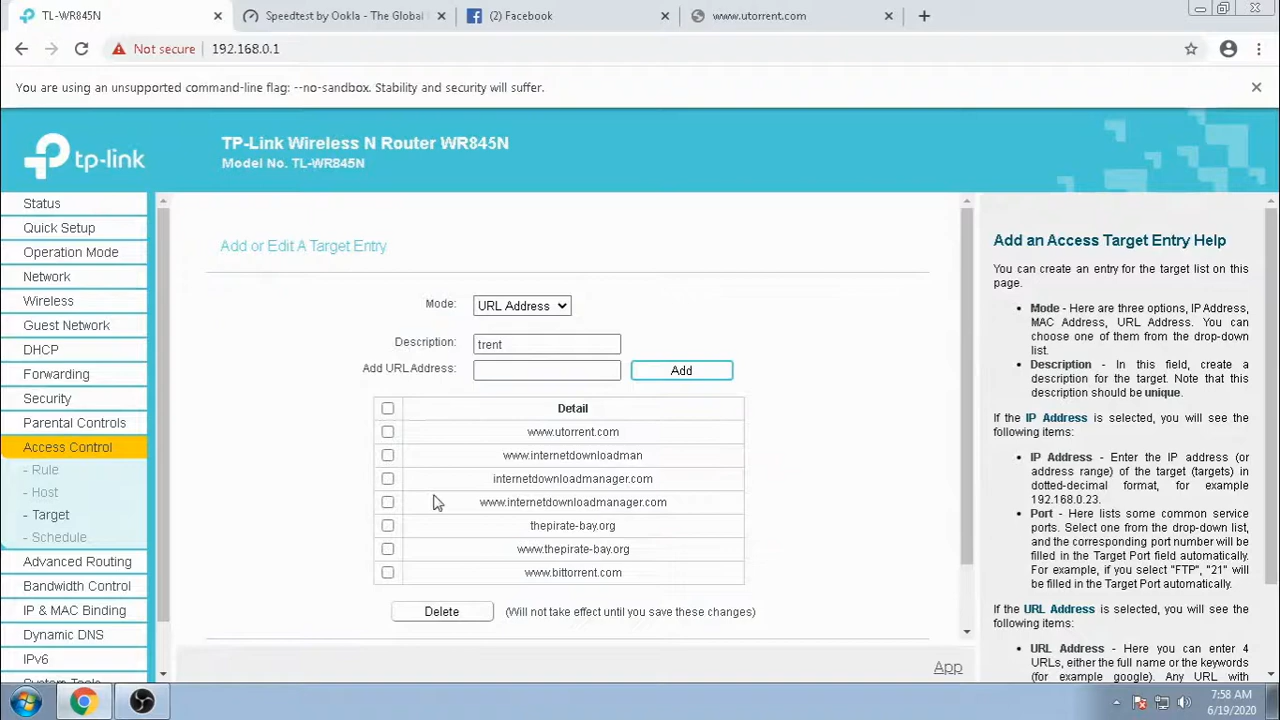 TL-WR845N
Speedtest by Ookla - The Global
(2) Facebook
www.utorrent.com
Not secure
192.168.0.1
You are using an unsupported command-line flag: --no-sandbox. Stability and security will suffer.
tp-link
TP-Link Wireless N Router WR845N
Model No. TL-WR845N
Status
Quick Setup
Operation Mode
Network
Wireless
Guest Network
DHCP
Forwarding
Security
Parental Controls
Access Control
- Rule
- Host
- Target
- Schedule
Advanced Routing
Bandwidth Control
IP & MAC Binding
Dynamic DNS
IPv6
System Tools
Add or Edit A Target Entry
Mode:
URL Address
Description:
trent
Add URL Address:
Add
Detail
www.utorrent.com
www.internetdownloadman
internetdownloadmanager.com
www.internetdownloadmanager.com
thepirate-bay.org
www.thepirate-bay.org
www.bittorrent.com
Delete
(Will not take effect until you save these changes)
App
Add an Access Target Entry Help
You can create an entry for the target list on this
page.
• Mode - Here are three options, IP Address,
MAC Address, URL Address. You can
choose one of them from the drop-down
list.
• Description - In this field, create a
description for the target. Note that this
description should be unique.
If the IP Address is selected, you will see the
following items:
• IP Address - Enter the IP address (or
address range) of the target (targets) in
dotted-decimal format, for example
192.168.0.23.
• Port - Here lists some common service
ports. Select one from the drop-down list,
and the corresponding port number will be
filled in the Target Port field automatically.
For example, if you select "FTP", "21" will
be filled in the Target Port automatically.
If the URL Address is selected, you will see the
following items:
• URL Address - Here you can enter 4
URLs, either the full name or the keywords
(for example google). Any URL with
7:58 AM
6/19/2020